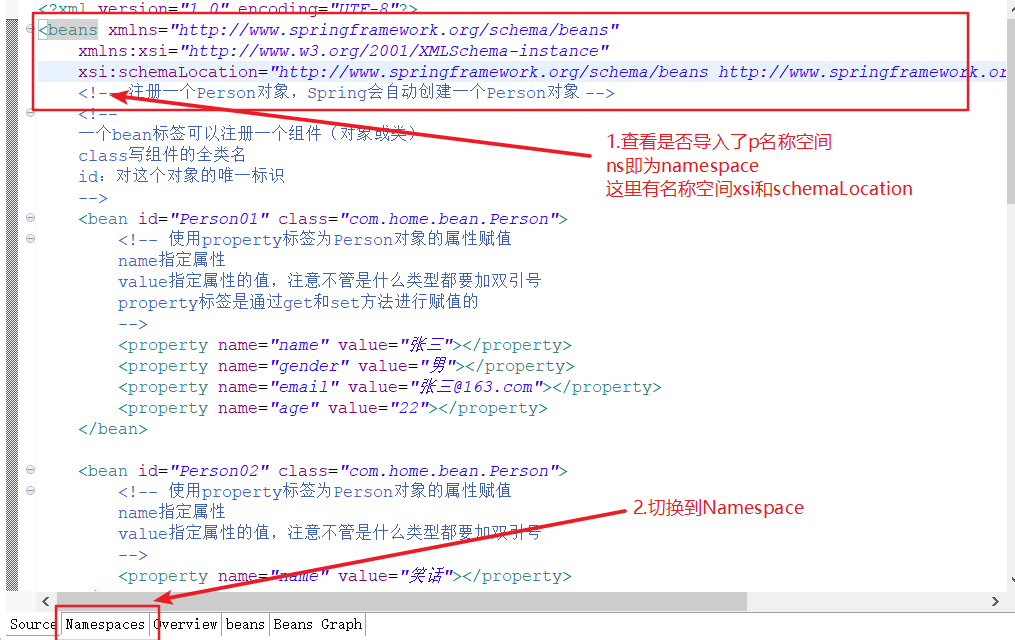 <?xml version="1.0" encoding="UTF-8"?>
<beans xmlns="http://www.springframework.org/schema/beans"
xmlns:xsi="http://www.w3.org/2001/XMLSchema-instance"
xsi:schemaLocation="http://www.springframework.org/schema/beans http://www.springframework.or
<!-- 注册一个Person对象，Spring会自动创建一个Person对象 -->
<!--
一个bean标签可以注册一个组件（对象或类）
class写组件的全类名
id：对这个对象的唯一标识
-->
<bean id="Person01" class="com.home.bean.Person">
<!-- 使用property标签为Person对象的属性赋值
name指定属性
value指定属性的值，注意不管是什么类型都要加双引号
property标签是通过get和set方法进行赋值的
-->
<property name="name" value="张三"></property>
<property name="gender" value="男"></property>
<property name="email" value="张三@163.com"></property>
<property name="age" value="22"></property>
</bean>
<bean id="Person02" class="com.home.bean.Person">
<!-- 使用property标签为Person对象的属性赋值
name指定属性
value指定属性的值，注意不管是什么类型都要加双引号
-->
<property name="name" value="笑话"></property>
1.查看是否导入了p名称空间
ns即为namespace
这里有名称空间xsi和schemaLocation
2.切换到Namespace
Source Namespaces Overview beans Beans Graph